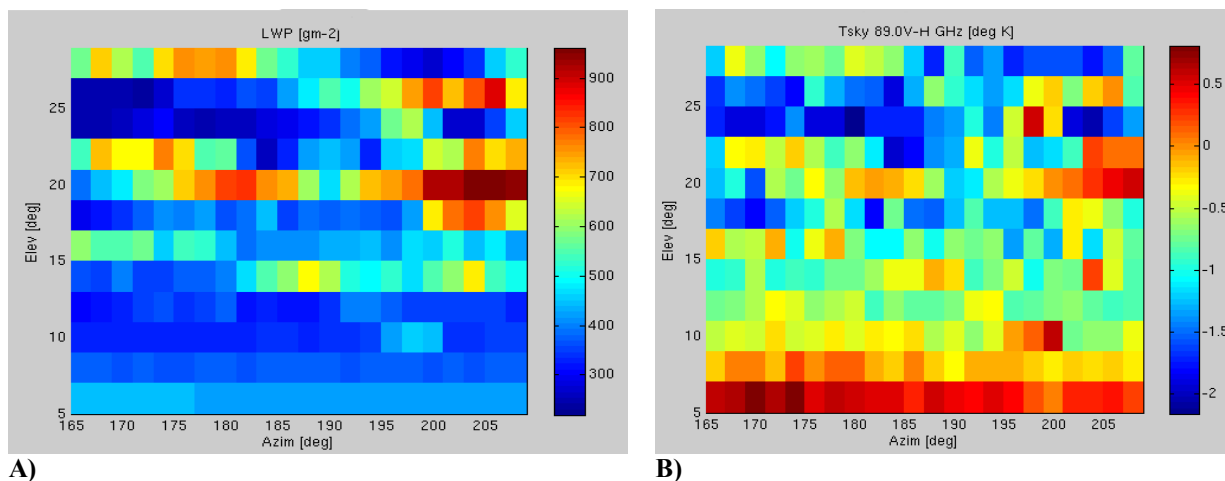 LWP [gm-2]
900
800
700
600
500
400
300
25
20
15
10
5
Elev [deg]
165 170 175 180 185 190 195 200 205
Azim [deg]
A)
Tsky 89.0V-H GHz [deg K]
0.5
0
-0.5
-1
-1.5
-2
25
20
15
10
5
Elev [deg]
165 170 175 180 185 190 195 200 205
Azim [deg]
B)